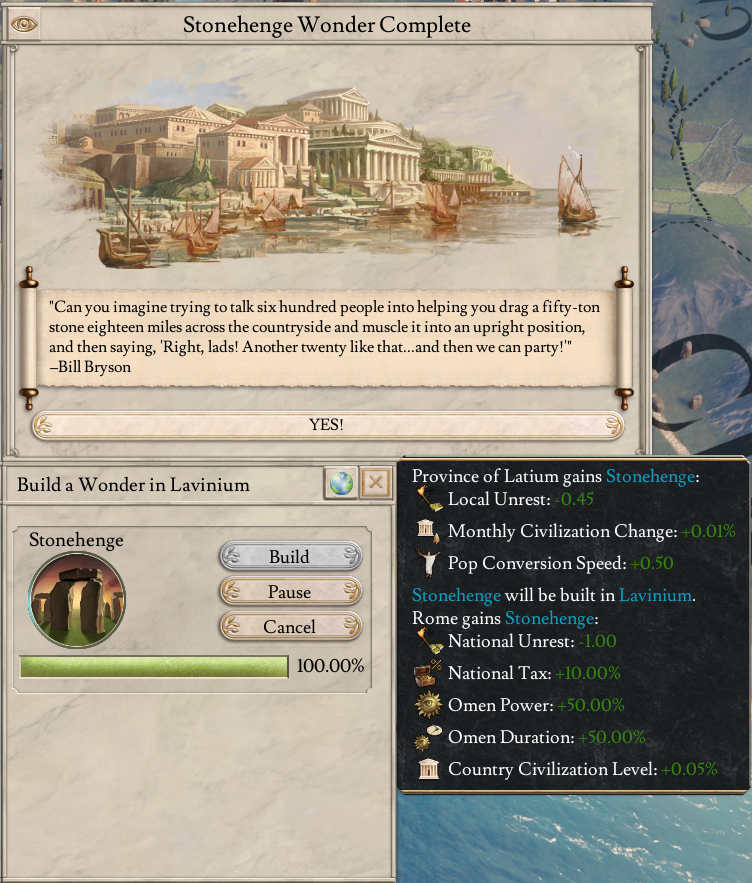 Stonehenge Wonder Complete
"Can you imagine trying to talk six hundred people into helping you drag a fifty-ton
stone eighteen miles across the countryside and muscle it into an upright position,
and then saying, 'Right, lads! Another twenty like that...and then we can party!'"
–Bill Bryson
YES!
Build a Wonder in Lavinium
Stonehenge
Build
Pause
Cancel
100.00%
Province of Latium gains Stonehenge:
Local Unrest: -0.45
Monthly Civilization Change: +0.01%
Pop Conversion Speed: +0.50
Stonehenge will be built in Lavinium.
Rome gains Stonehenge:
National Unrest: -1.00
National Tax: +10.00%
Omen Power: +50.00%
Omen Duration: +50.00%
Country Civilization Level: +0.05%